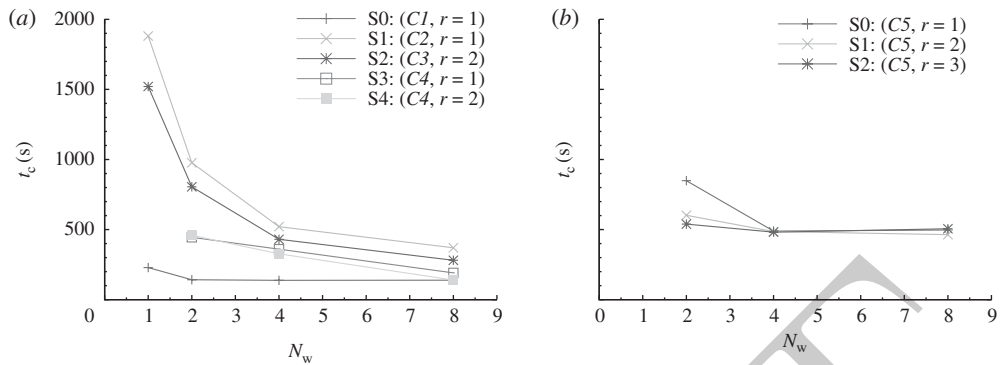 (a)
2000
1500
1000
500
0
t_c (s)
1 2 3 4 5 6 7 8 9
N_w
S0: (C1, r = 1)
S1: (C2, r = 1)
S2: (C3, r = 2)
S3: (C4, r = 1)
S4: (C4, r = 2)
(b)
t_c (s)
0 1 2 3 4 5 6 7 8 9
N_w
S0: (C5, r = 1)
S1: (C5, r = 2)
S2: (C5, r = 3)